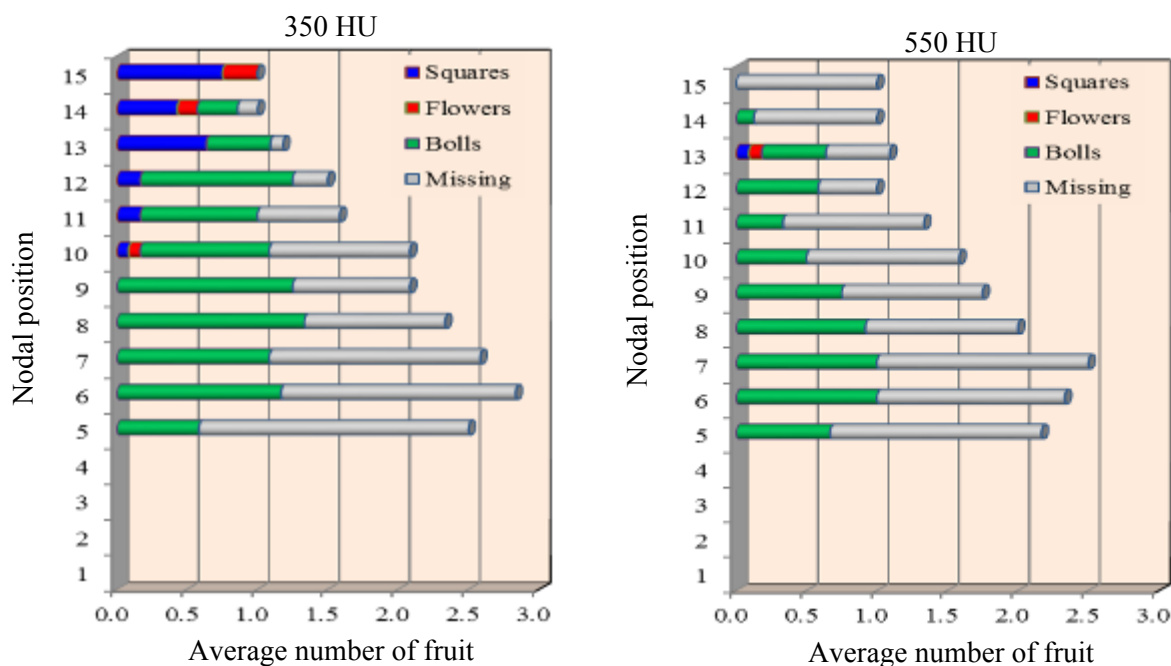 350 HU
15
14
13
12
11
10
9
8
7
6
5
4
3
2
1
Squares
Flowers
Bolls
Missing
Nodal position
0.0 0.5 1.0 1.5 2.0 2.5 3.0
Average number of fruit
550 HU
15
14
13
12
11
10
9
8
7
6
5
4
3
2
1
Squares
Flowers
Bolls
Missing
Nodal position
0.0 0.5 1.0 1.5 2.0 2.5 3.0
Average number of fruit